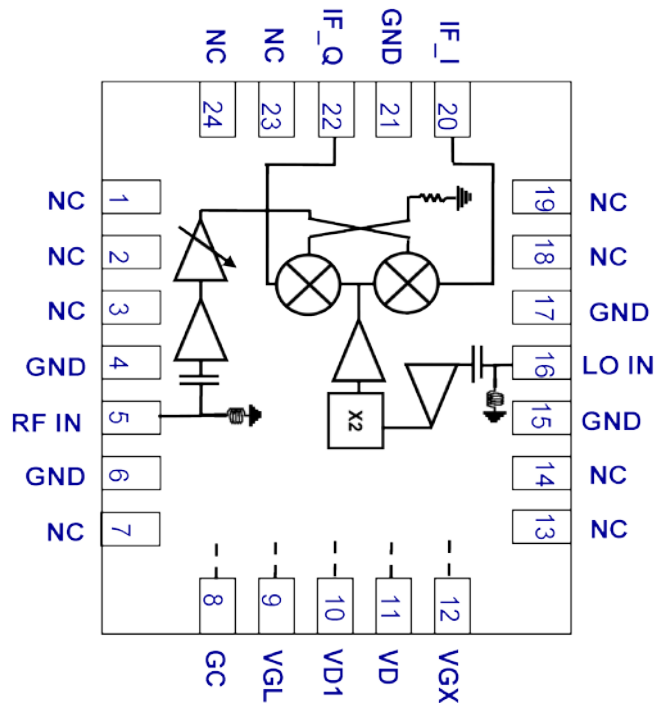 NC NC IF_Q GND IF_I
24 23 22 21 20
NC 1
NC 2
NC 3
GND 4
RF IN 5
GND 6
NC 7
19 NC
18 NC
17 GND
16 LO IN
15 GND
14 NC
13 NC
X2
8 9 10 11 12
GC VGL VD1 VD VGX